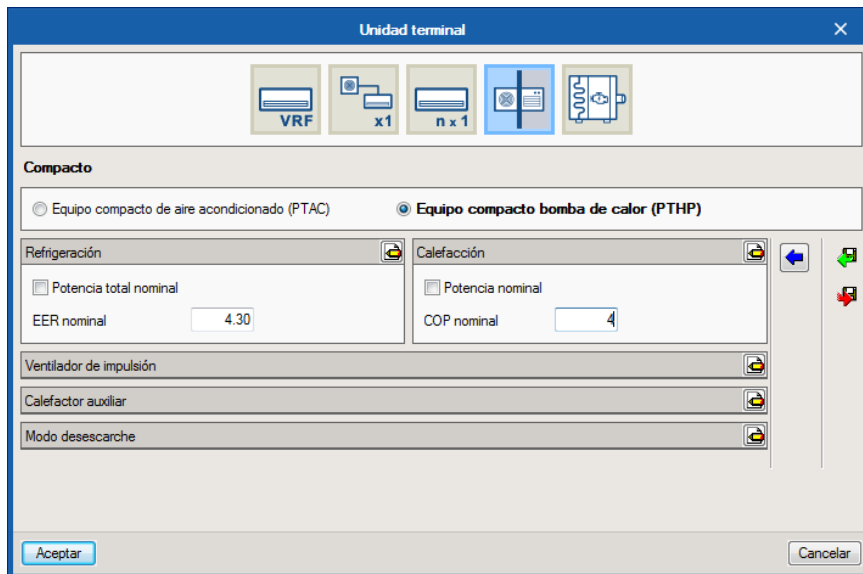 Unidad terminal
VRF
x1
n x 1
Compacto
Equipo compacto de aire acondicionado (PTAC)
Equipo compacto bomba de calor (PTHP)
Refrigeración
Calefacción
Potencia total nominal
Potencia nominal
EER nominal 4.30
COP nominal 4
Ventilador de impulsión
Calefactor auxiliar
Modo desescarche
Aceptar
Cancelar